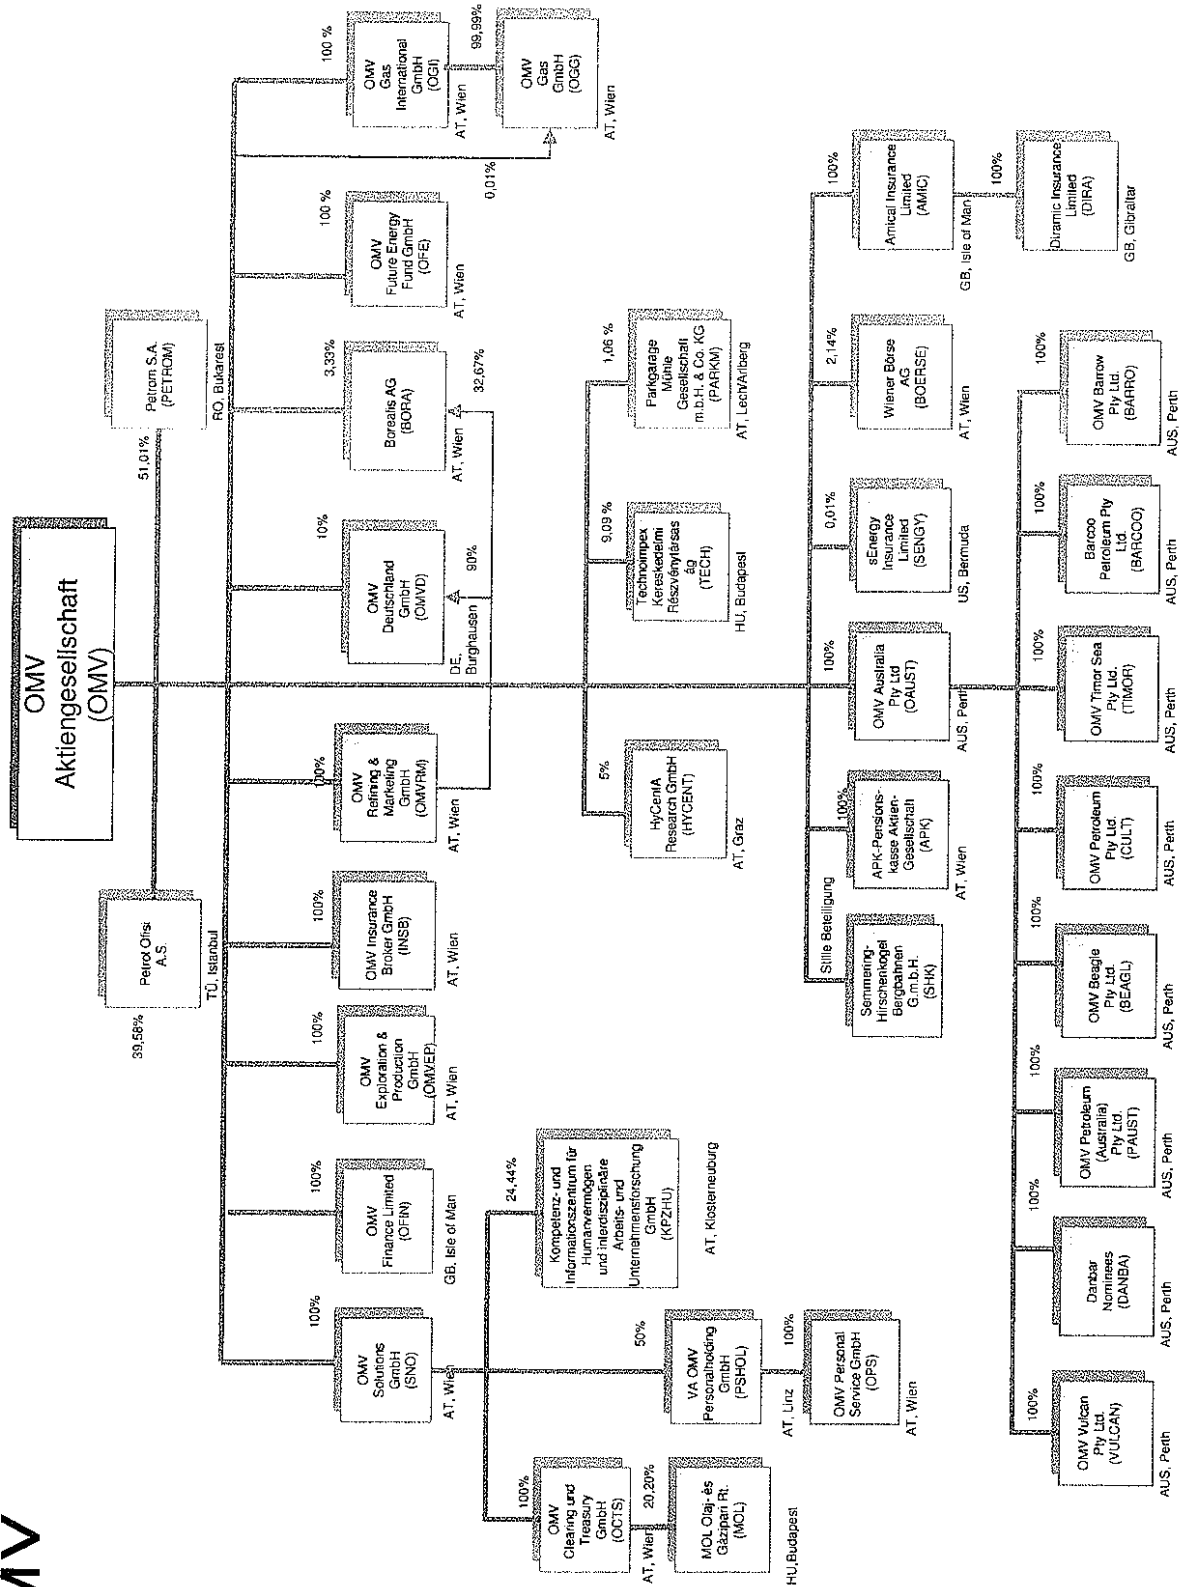 MV
OMV
Aktiengesellschaft
(OMV)
Petrol Ofisi
A.S.
39,58%
TÜ, Istanbul
Petrom S.A.
(PETROM)
51,01%
RO, Bukarest
OMV
Solutions
GmbH
(SNO)
100%
AT, Wien
OMV
Finance Limited
(OFIN)
100%
GB, Isle of Man
OMV
Exploration &
Production
GmbH
(OMVEP)
100%
AT, Wien
OMV Insurance
Broker GmbH
(INSB)
100%
AT, Wien
OMV
Refining &
Marketing
GmbH
(OMVRM)
100%
AT, Wien
OMV
Deutschland
GmbH
(OMVD)
10%
DE,
Burghausen
90%
Borealis AG
(BORA)
3,33%
AT, Wien
32,67%
OMV
Future Energy
Fund GmbH
(OFE)
100 %
AT, Wien
OMV
Gas
International
GmbH
(OGI)
100 %
AT, Wien
0,01%
99,99%
OMV
Gas
GmbH
(OGG)
AT, Wien
OMV
Clearing und
Treasury
GmbH
(OCTS)
100%
AT, Wien
20,20%
MOL Olaj- és
Gázipari Rt.
(MOL)
HU,Budapest
Kompetenz- und
Informationszentrum für
Humanvermögen
und interdisziplinäre
Arbeits- und
Unternehmensforschung
GmbH
(KPZHU)
24,44%
AT, Klosterneuburg
VA OMV
Personalholding
GmbH
(PSHOL)
50%
AT, Linz
100%
OMV Personal
Service GmbH
(OPS)
AT, Wien
HyCentA
Research GmbH
(HYCENT)
5%
AT, Graz
Technoimpex
Kereskedelmi
Részvénytársas
ág
(TECH)
9,09 %
HU, Budapest
Parkgarage
Mühle
Gesellschaft
m.b.H. & Co. KG
(PARKM)
1,06 %
AT, Lech/Arlberg
Stille Beteiligung
Semmering-
Hirschenkogel
Bergbahnen
G.m.b.H.
(SHK)
100%
APK-Pensions-
kasse Aktien-
Gesellschaft
(APK)
AT, Wien
100%
OMV Australia
Pty Ltd
(OAUST)
AUS, Perth
0,01%
sEnergy
Insurance
Limited
(SENGY)
US, Bermuda
2,14%
Wiener Börse
AG
(BOERSE)
AT, Wien
100%
Amical Insurance
Limited
(AMIC)
GB, Isle of Man
100%
Diramic Insurance
Limited
(DIRA)
GB, Gibraltar
100%
OMV Vulcan
Pty Ltd.
(VULCAN)
AUS, Perth
100%
Danbar
Nominees
(DANBA)
AUS, Perth
100%
OMV Petroleum
(Australia)
Pty Ltd.
(PAUST)
AUS, Perth
100%
OMV Beagle
Pty Ltd.
(BEAGL)
AUS, Perth
100%
OMV Petroleum
Pty Ltd.
(CULT)
AUS, Perth
100%
OMV Timor Sea
Pty Ltd.
(TIMOR)
AUS, Perth
100%
Barcoo
Petroleum Pty
Ltd.
(BARCOO)
AUS, Perth
100%
OMV Barrow
Pty Ltd.
(BARRO)
AUS, Perth